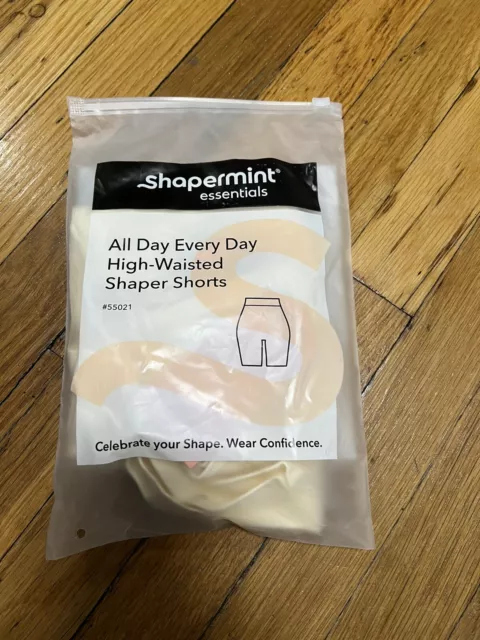 Shapermint®
essentials
All Day Every Day
High-Waisted
Shaper Shorts
#55021
Celebrate your Shape. Wear Confidence.